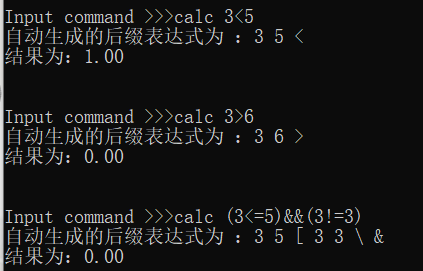 Input command >>>calc 3<5
自动生成的后缀表达式为 ：3 5 <
结果为：1.00
Input command >>>calc 3>6
自动生成的后缀表达式为 ：3 6 >
结果为：0.00
Input command >>>calc (3<=5)&&(3!=3)
自动生成的后缀表达式为 ：3 5 [ 3 3 \ &
结果为：0.00